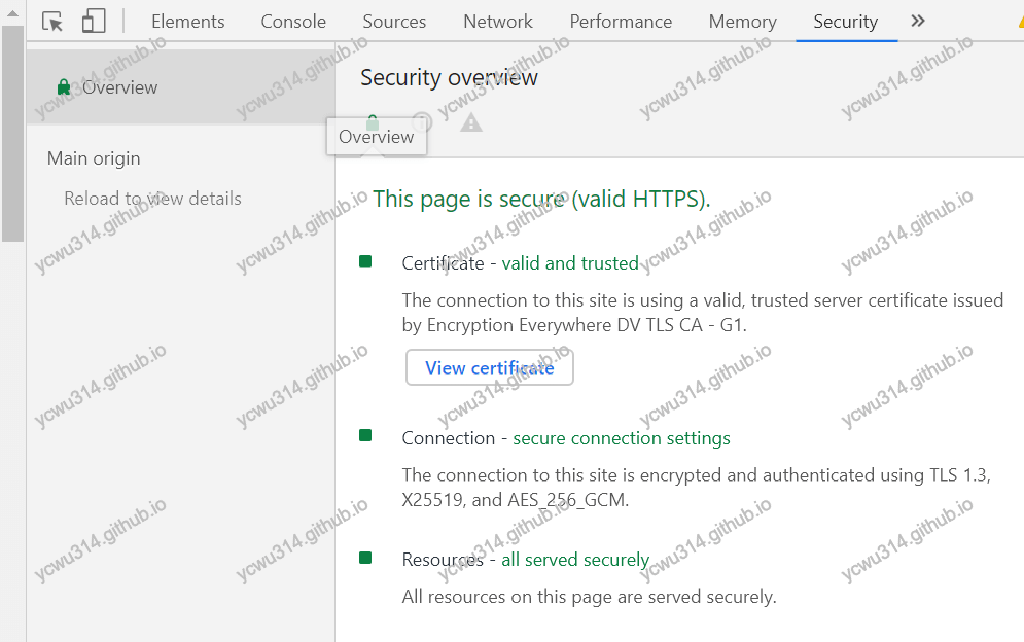 Elements Console Sources Network Performance Memory Security »
Overview
Main origin
Reload to view details
Security overview
Overview
This page is secure (valid HTTPS).
Certificate - valid and trusted
The connection to this site is using a valid, trusted server certificate issued
by Encryption Everywhere DV TLS CA - G1.
View certificate
Connection - secure connection settings
The connection to this site is encrypted and authenticated using TLS 1.3,
X25519, and AES_256_GCM.
Resources - all served securely
All resources on this page are served securely.
ycwu314.github.io ycwu314.github.io ycwu314.github.io ycwu314.github.io ycwu314.github.io
ycwu314.github.io ycwu314.github.io ycwu314.github.io ycwu314.github.io ycwu314.github.io
ycwu314.github.io ycwu314.github.io ycwu314.github.io ycwu314.github.io ycwu314.github.io
ycwu314.github.io ycwu314.github.io ycwu314.github.io ycwu314.github.io ycwu314.github.io